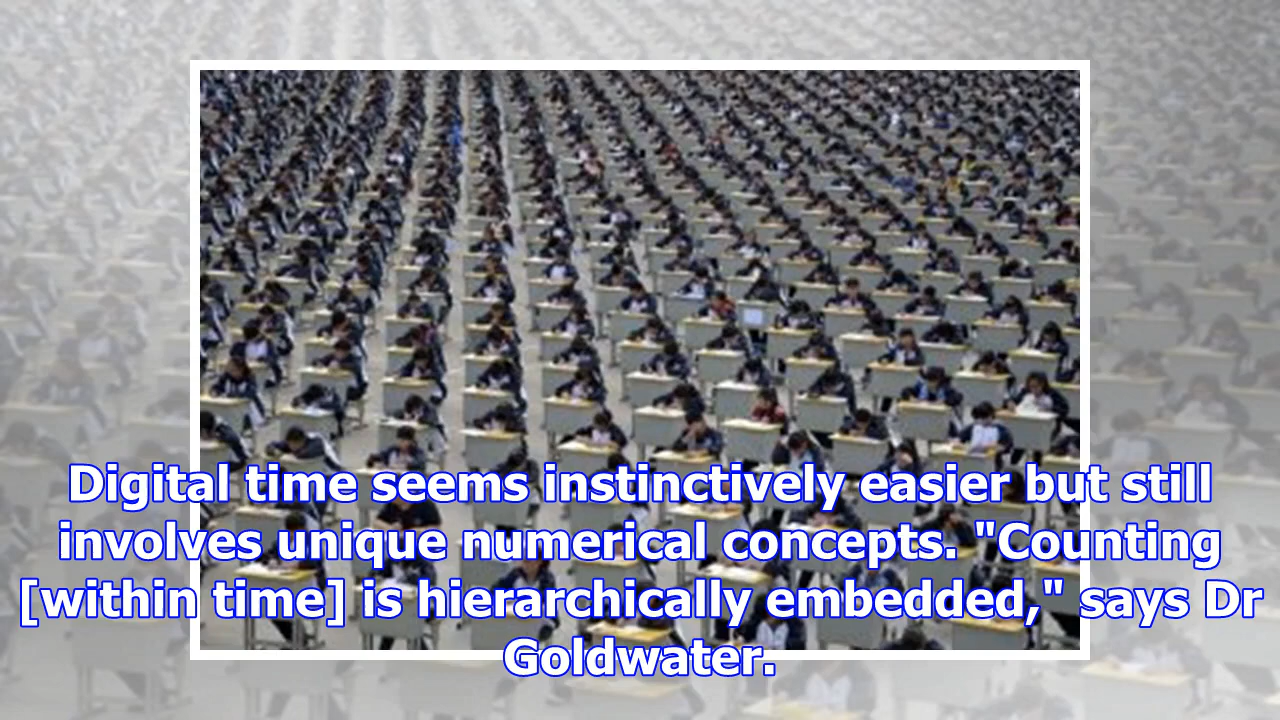 Digital time seems instinctively easier but still
involves unique numerical concepts. "Counting
[within time] is hierarchically embedded," says Dr
Goldwater.